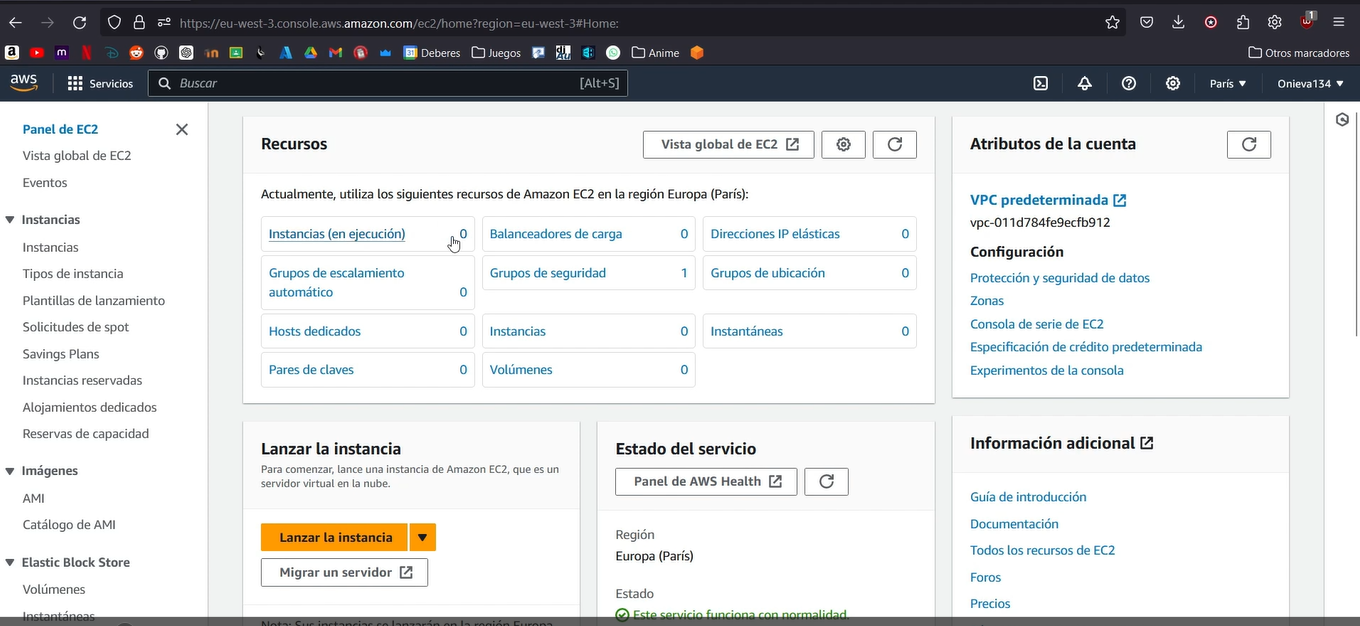 https://eu-west-3.console.aws.amazon.com/ec2/home?region=eu-west-3#Home:
Deberes
Juegos
Anime
Otros marcadores
aws
Servicios
Buscar
[Alt+S]
París
Onieva134
Panel de EC2
Vista global de EC2
Eventos
Instancias
Instancias
Tipos de instancia
Plantillas de lanzamiento
Solicitudes de spot
Savings Plans
Instancias reservadas
Alojamientos dedicados
Reservas de capacidad
Imágenes
AMI
Catálogo de AMI
Elastic Block Store
Volúmenes
Instantáneas
Recursos
Vista global de EC2
Actualmente, utiliza los siguientes recursos de Amazon EC2 en la región Europa (París):
Instancias (en ejecución) 0
Balanceadores de carga 0
Direcciones IP elásticas 0
Grupos de escalamiento
automático 0
Grupos de seguridad 1
Grupos de ubicación 0
Hosts dedicados 0
Instancias 0
Instantáneas 0
Pares de claves 0
Volúmenes 0
Lanzar la instancia
Para comenzar, lance una instancia de Amazon EC2, que es un
servidor virtual en la nube.
Lanzar la instancia
Migrar un servidor
Nota: Sus instancias se lanzarán en la región Europa
Estado del servicio
Panel de AWS Health
Región
Europa (París)
Estado
Este servicio funciona con normalidad.
Atributos de la cuenta
VPC predeterminada
vpc-011d784fe9ecfb912
Configuración
Protección y seguridad de datos
Zonas
Consola de serie de EC2
Especificación de crédito predeterminada
Experimentos de la consola
Información adicional
Guía de introducción
Documentación
Todos los recursos de EC2
Foros
Precios